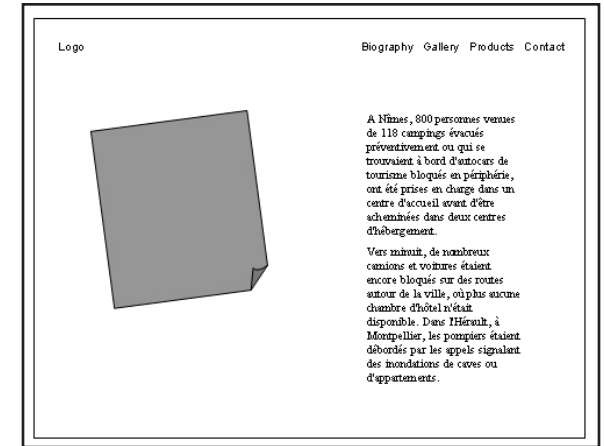 Logo
Biography Gallery Products Contact
A Nîmes, 800 personnes venues
de 118 campings évacués
préventivement ou qui se
trouvaient à bord d'autocars de
tourisme bloqués en périphérie,
ont été prises en charge dans un
centre d'accueil avant d'être
acheminées dans deux centres
d'hébergement.
Vers minuit, de nombreux
camions et voitures étaient
encore bloqués sur des routes
autour de la ville, où plus aucune
chambre d'hôtel n'était
disponible. Dans l'Hérault, à
Montpellier, les pompiers étaient
débordés par les appels signalant
des inondations de caves ou
d'appartements.